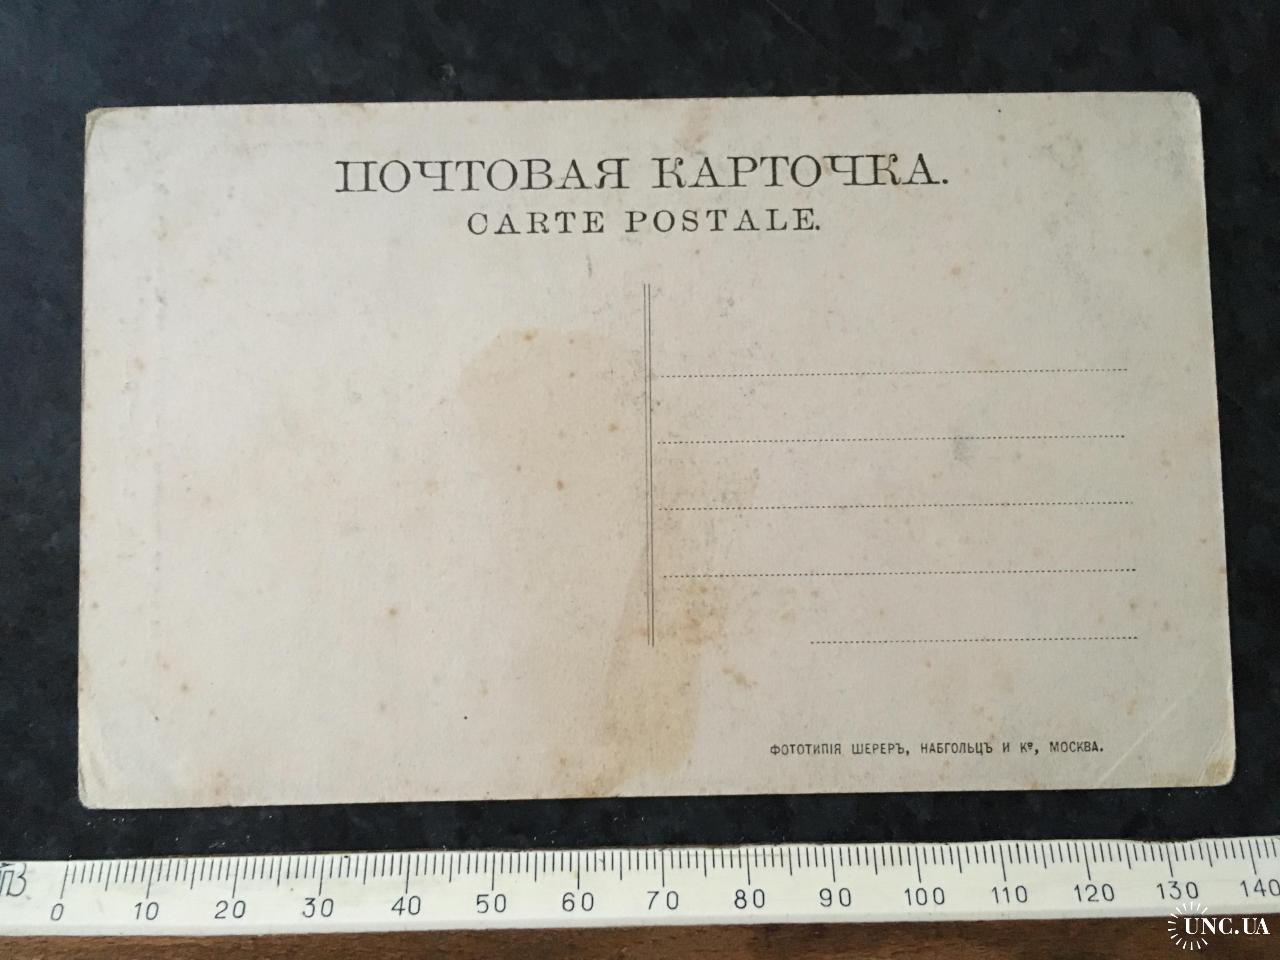 ПОЧТОВАЯ КАРТОЧКА.
CARTE POSTALE.
ФОТОТИПІЯ ШЕРЕРЪ, НАБГОЛЬЦЪ И Кº, МОСКВА.
0 10 20 30 40 50 60 70 80 90 100 110 120 130 140
UNC.UA